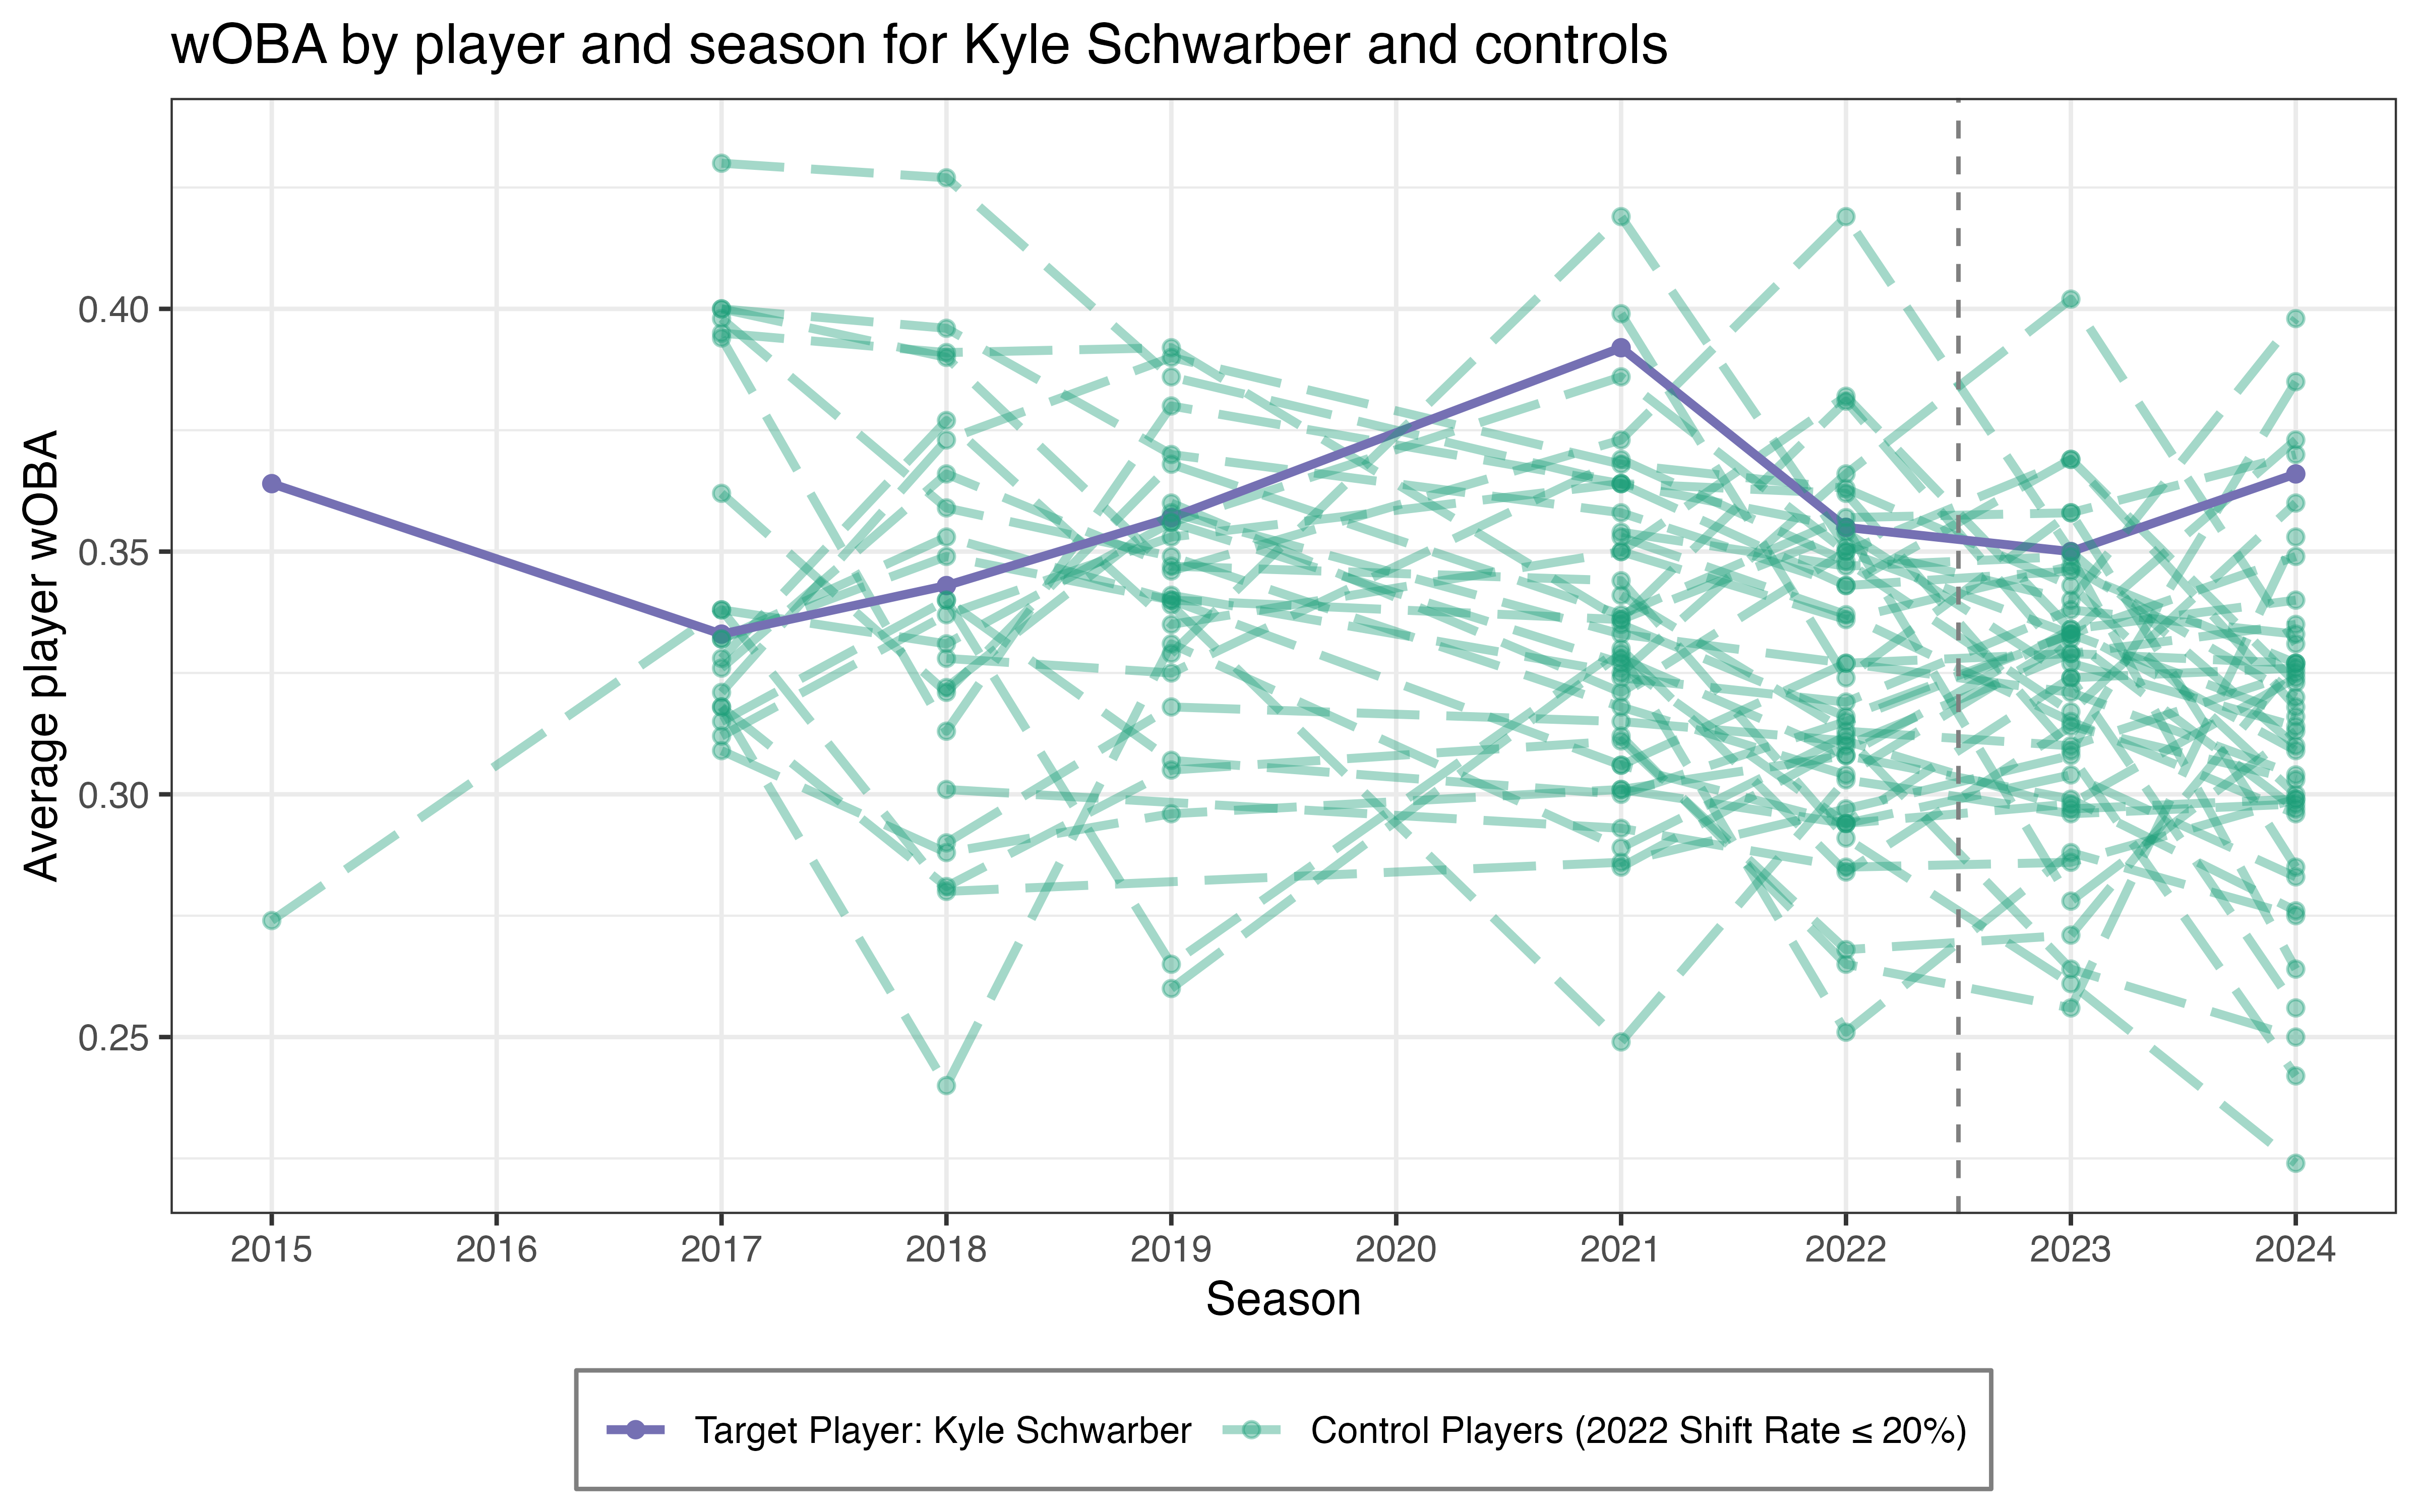 wOBA by player and season for Kyle Schwarber and controls
Average player wOBA
0.40
0.35
0.30
0.25
2015 2016 2017 2018 2019 2020 2021 2022 2023 2024
Season
Target Player: Kyle Schwarber Control Players (2022 Shift Rate ≤ 20%)